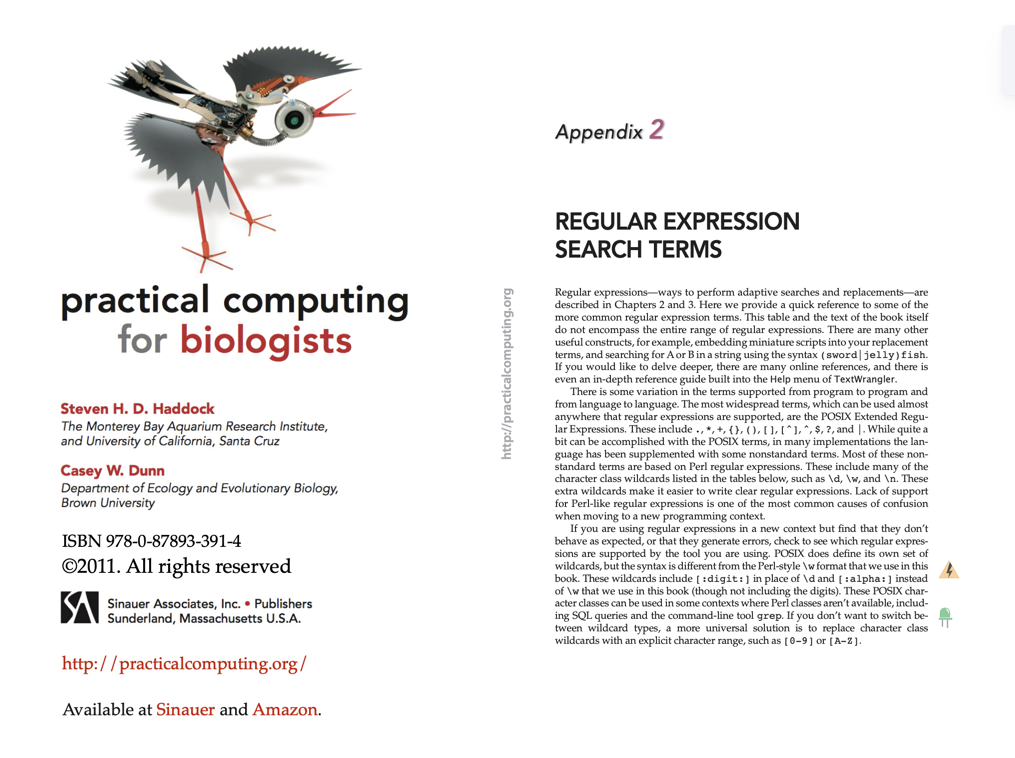 practical computing
for biologists
Steven H. D. Haddock
The Monterey Bay Aquarium Research Institute,
and University of California, Santa Cruz
Casey W. Dunn
Department of Ecology and Evolutionary Biology,
Brown University
ISBN 978-0-87893-391-4
©2011. All rights reserved
Sinauer Associates, Inc. • Publishers
Sunderland, Massachusetts U.S.A.
http://practicalcomputing.org/
Available at Sinauer and Amazon.
http://practicalcomputing.org
Appendix 2
REGULAR EXPRESSION
SEARCH TERMS
Regular expressions—ways to perform adaptive searches and replacements—are
described in Chapters 2 and 3. Here we provide a quick reference to some of the
more common regular expression terms. This table and the text of the book itself
do not encompass the entire range of regular expressions. There are many other
useful constructs, for example, embedding miniature scripts into your replacement
terms, and searching for A or B in a string using the syntax (sword|jelly)fish.
If you would like to delve deeper, there are many online references, and there is
even an in-depth reference guide built into the Help menu of TextWrangler.
There is some variation in the terms supported from program to program and
from language to language. The most widespread terms, which can be used almost
anywhere that regular expressions are supported, are the POSIX Extended Regu-
lar Expressions. These include ., *, +, {}, (), [], [^], ^, $, ?, and |. While quite a
bit can be accomplished with the POSIX terms, in many implementations the lan-
guage has been supplemented with some nonstandard terms. Most of these non-
standard terms are based on Perl regular expressions. These include many of the
character class wildcards listed in the tables below, such as \d, \w, and \n. These
extra wildcards make it easier to write clear regular expressions. Lack of support
for Perl-like regular expressions is one of the most common causes of confusion
when moving to a new programming context.
If you are using regular expressions in a new context but find that they don't
behave as expected, or that they generate errors, check to see which regular expres-
sions are supported by the tool you are using. POSIX does define its own set of
wildcards, but the syntax is different from the Perl-style \w format that we use in this
book. These wildcards include [:digit:] in place of \d and [:alpha:] instead
of \w that we use in this book (though not including the digits). These POSIX char-
acter classes can be used in some contexts where Perl classes aren't available, includ-
ing SQL queries and the command-line tool grep. If you don't want to switch be-
tween wildcard types, a more universal solution is to replace character class
wildcards with an explicit character range, such as [0-9] or [A-Z].